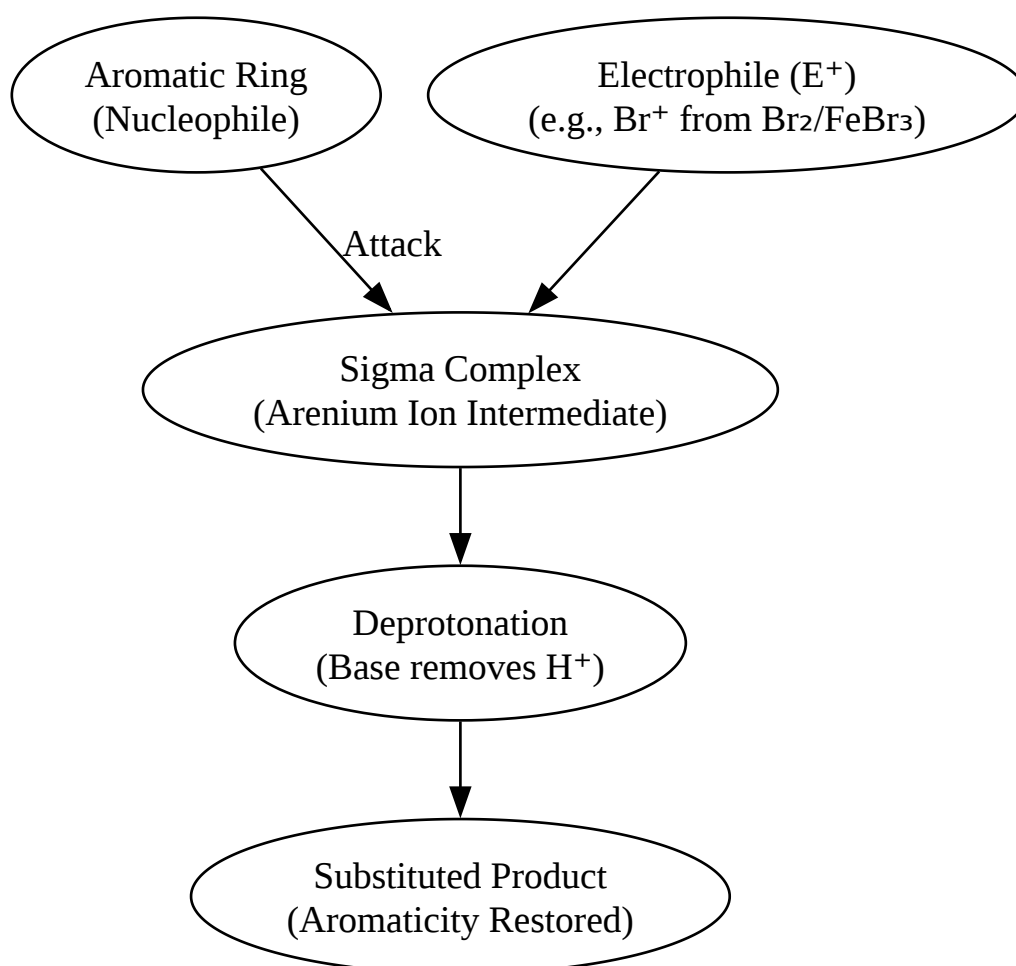 Aromatic Ring
(Nucleophile)
Electrophile (E⁺)
(e.g., Br⁺ from Br₂/FeBr₃)
Attack
Sigma Complex
(Arenium Ion Intermediate)
Deprotonation
(Base removes H⁺)
Substituted Product
(Aromaticity Restored)